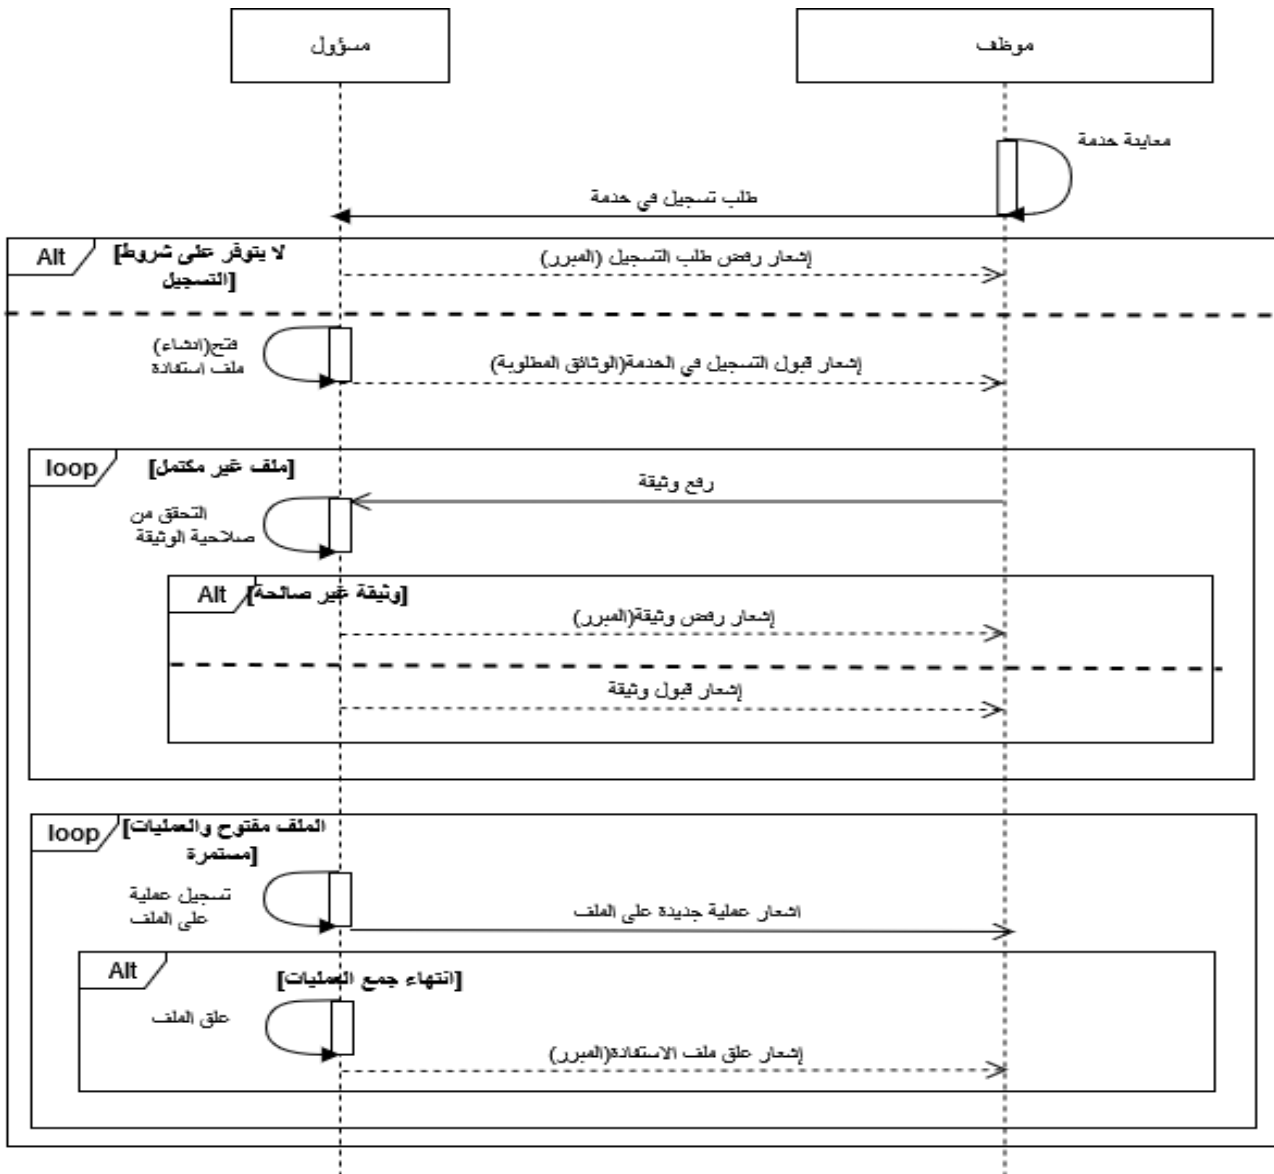 موظف
مسؤول
معاينة خدمة
طلب تسجيل في خدمة
Alt
[لا يتوفر على شروط
التسجيل]
إشعار رفض طلب التسجيل (المبرر)
فتح(انشاء)
ملف استفادة
إشعار قبول التسجيل في الخدمة(الوثائق المطلوبة)
loop
[ملف غير مكتمل]
رفع وثيقة
التحقق من
صلاحية الوثيقة
Alt
[وثيقة غير صالحة]
إشعار رفض وثيقة(المبرر)
إشعار قبول وثيقة
loop
[الملف مفتوح والعمليات
مستمرة]
تسجيل عملية
على الملف
اشعار عملية جديدة على الملف
Alt
[انتهاء جمع العمليات]
غلق الملف
إشعار غلق ملف الاستفادة(المبرر)